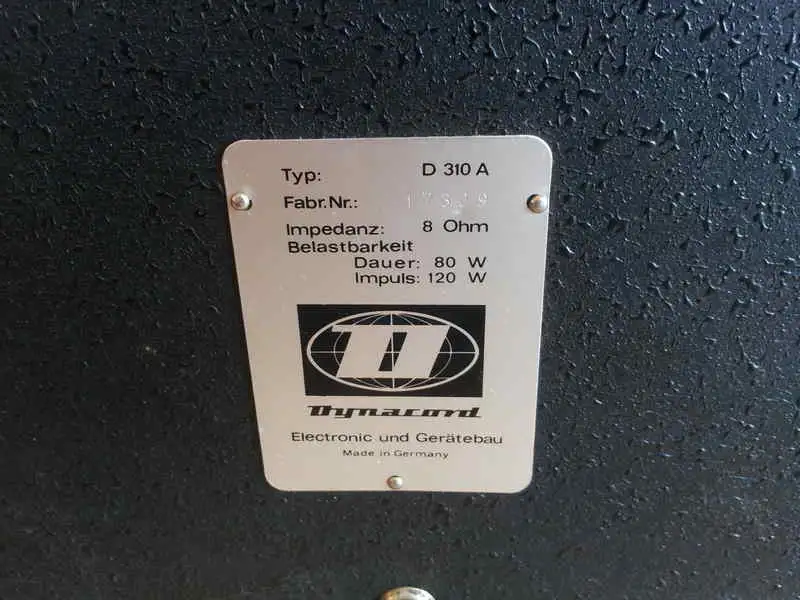 Typ: D 310 A
Fabr.Nr.: 17339
Impedanz: 8 Ohm
Belastbarkeit
Dauer: 80 W
Impuls: 120 W
D
Dynacord
Electronic und Gerätebau
Made in Germany